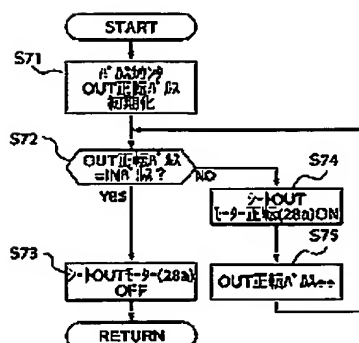 START
S71
パルスカウンタ
OUT正転パルス
初期化
S72
OUT正転パルス
=INパルス?
YES
NO
S74
シートOUT
モーター正転(28a)ON
S73
シートOUTモーター(28a)
OFF
S75
OUT正転パルス++
RETURN